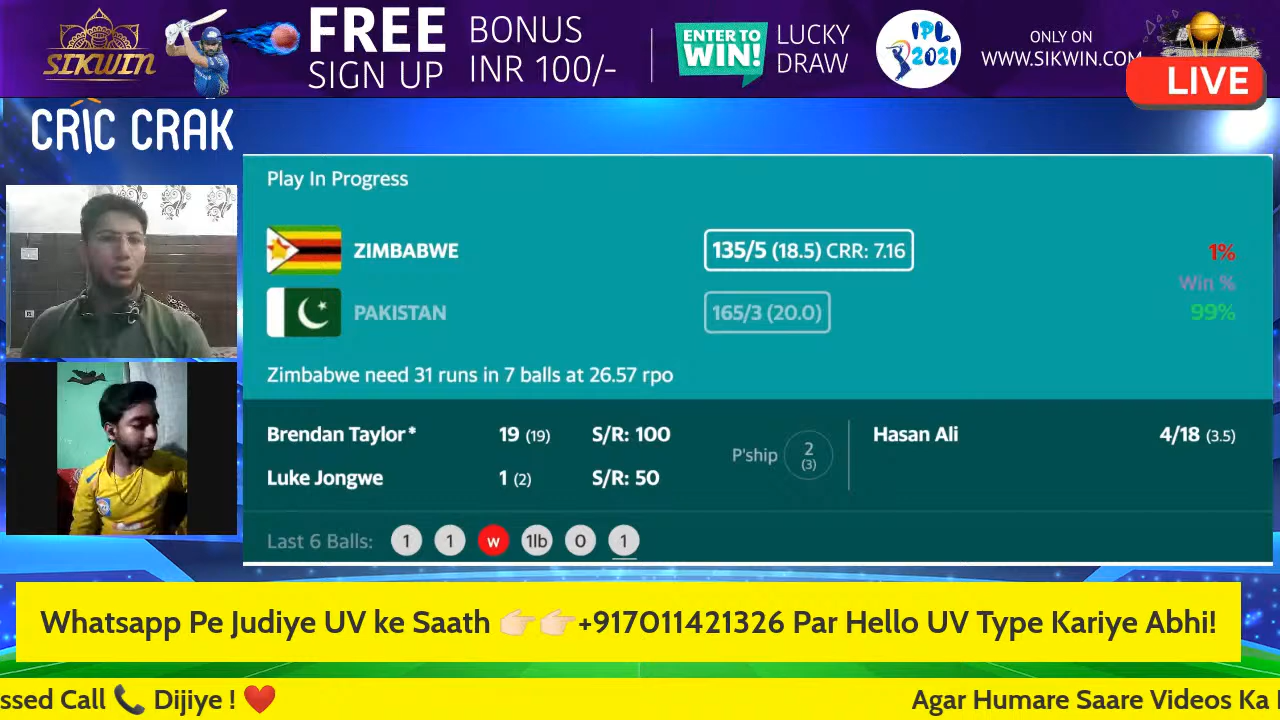 SIKWIN
FREE
SIGN UP
BONUS
INR 100/-
ENTER TO
WIN!
LUCKY
DRAW
IPL
2021
ONLY ON
WWW.SIKWIN.COM
LIVE
CRIC CRAK
Play In Progress
ZIMBABWE 135/5 (18.5) CRR: 7.16 1%
Win %
PAKISTAN 165/3 (20.0) 99%
Zimbabwe need 31 runs in 7 balls at 26.57 rpo
Brendan Taylor* 19 (19) S/R: 100
Luke Jongwe 1 (2) S/R: 50
P'ship 2 (3)
Hasan Ali 4/18 (3.5)
Last 6 Balls: 1 1 w 1lb 0 1
Whatsapp Pe Judiye UV ke Saath 👉🏻👉🏻+917011421326 Par Hello UV Type Kariye Abhi!
ssed Call 📞 Dijiye ! ❤️ Agar Humare Saare Videos Ka